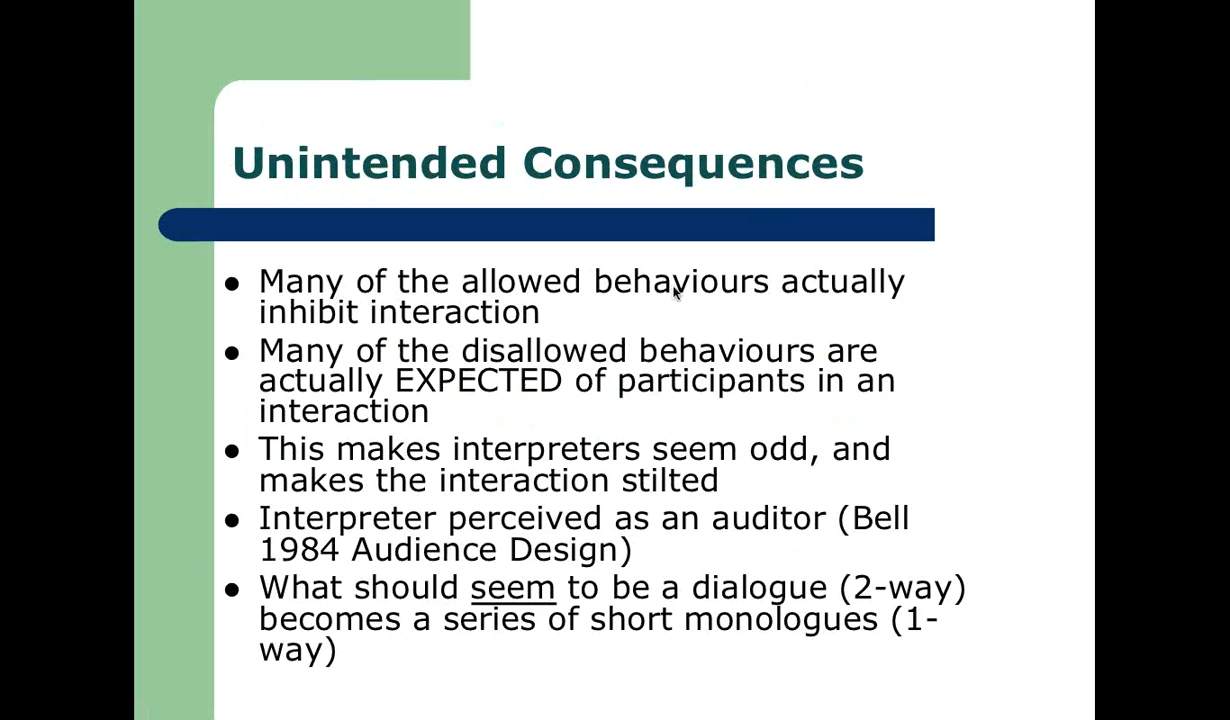 Unintended Consequences
● Many of the allowed behaviours actually
inhibit interaction
● Many of the disallowed behaviours are
actually EXPECTED of participants in an
interaction
● This makes interpreters seem odd, and
makes the interaction stilted
● Interpreter perceived as an auditor (Bell
1984 Audience Design)
● What should seem to be a dialogue (2-way)
becomes a series of short monologues (1-
way)